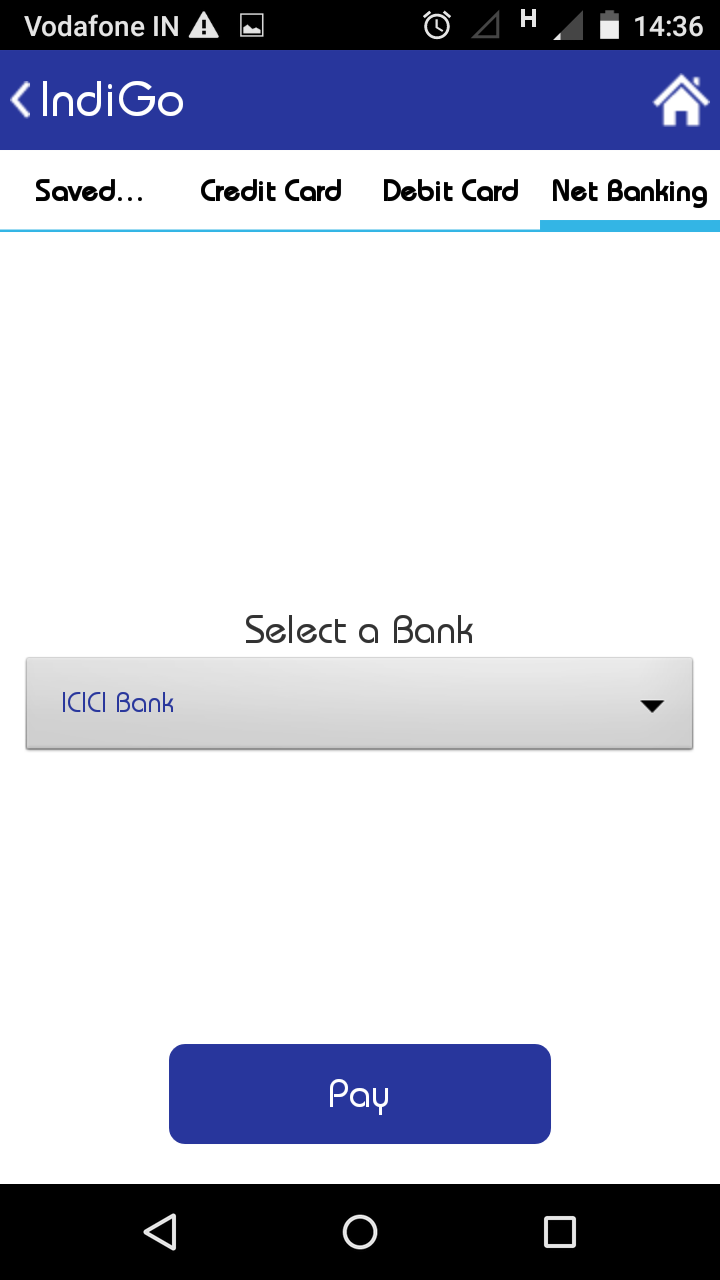 Vodafone IN H 14:36
IndiGo
Saved... Credit Card Debit Card Net Banking
Select a Bank
ICICI Bank
Pay